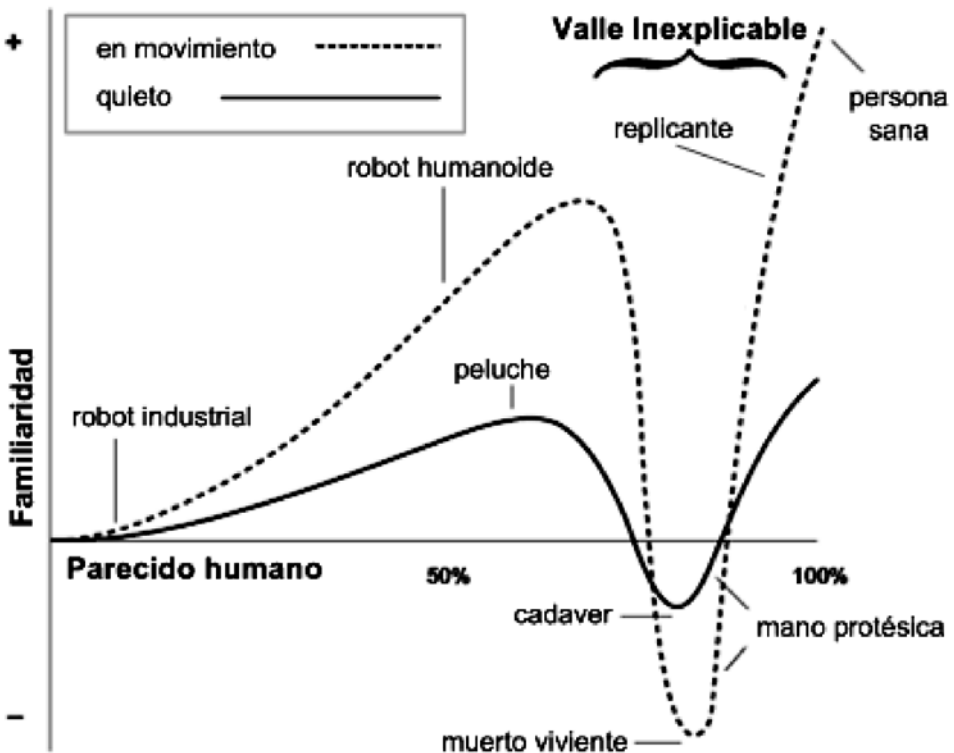 +
en movimiento
quieto
Valle Inexplicable
persona
sana
replicante
robot humanoide
peluche
robot industrial
Familiaridad
Parecido humano
50%
100%
cadaver
mano protésica
–
muerto viviente